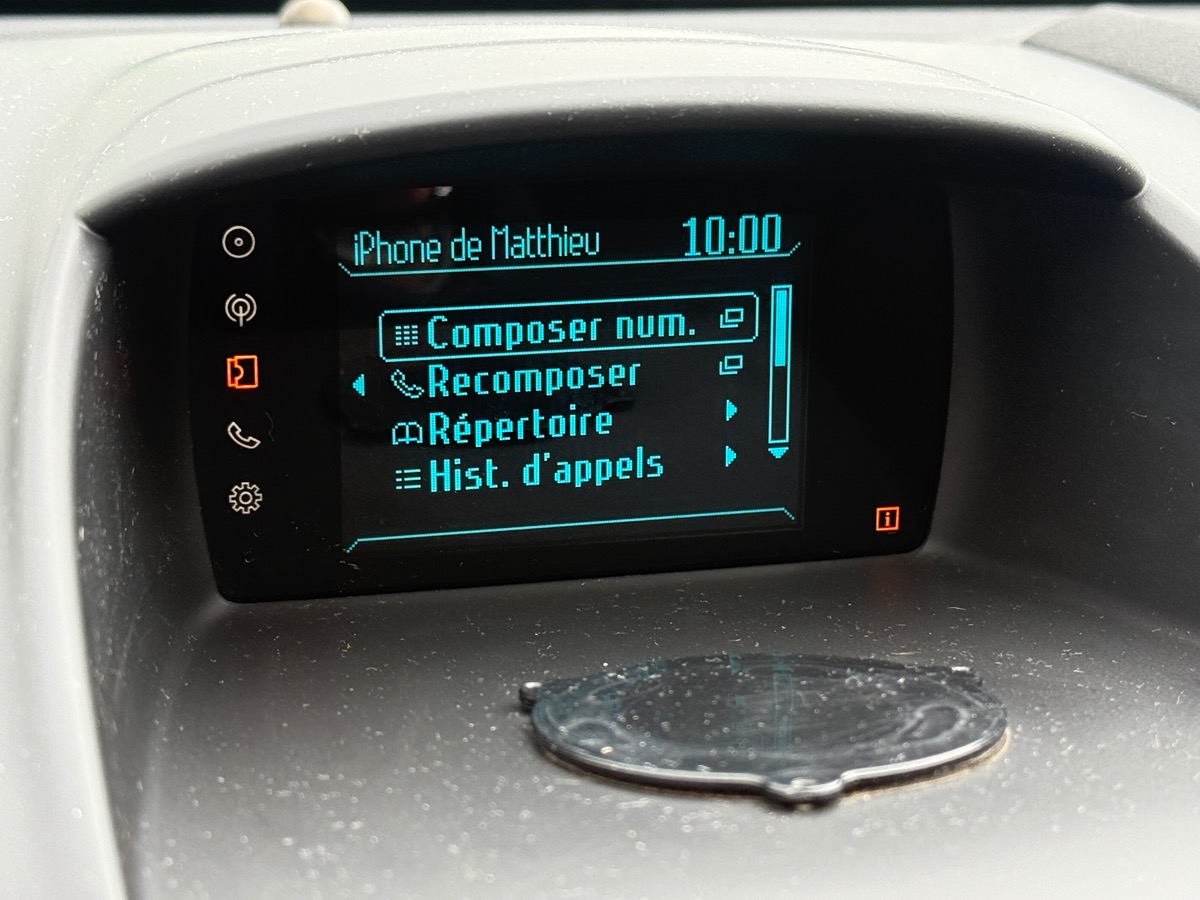 iPhone de Matthieu 10:00
Composer num.
Recomposer
Répertoire
Hist. d'appels
i